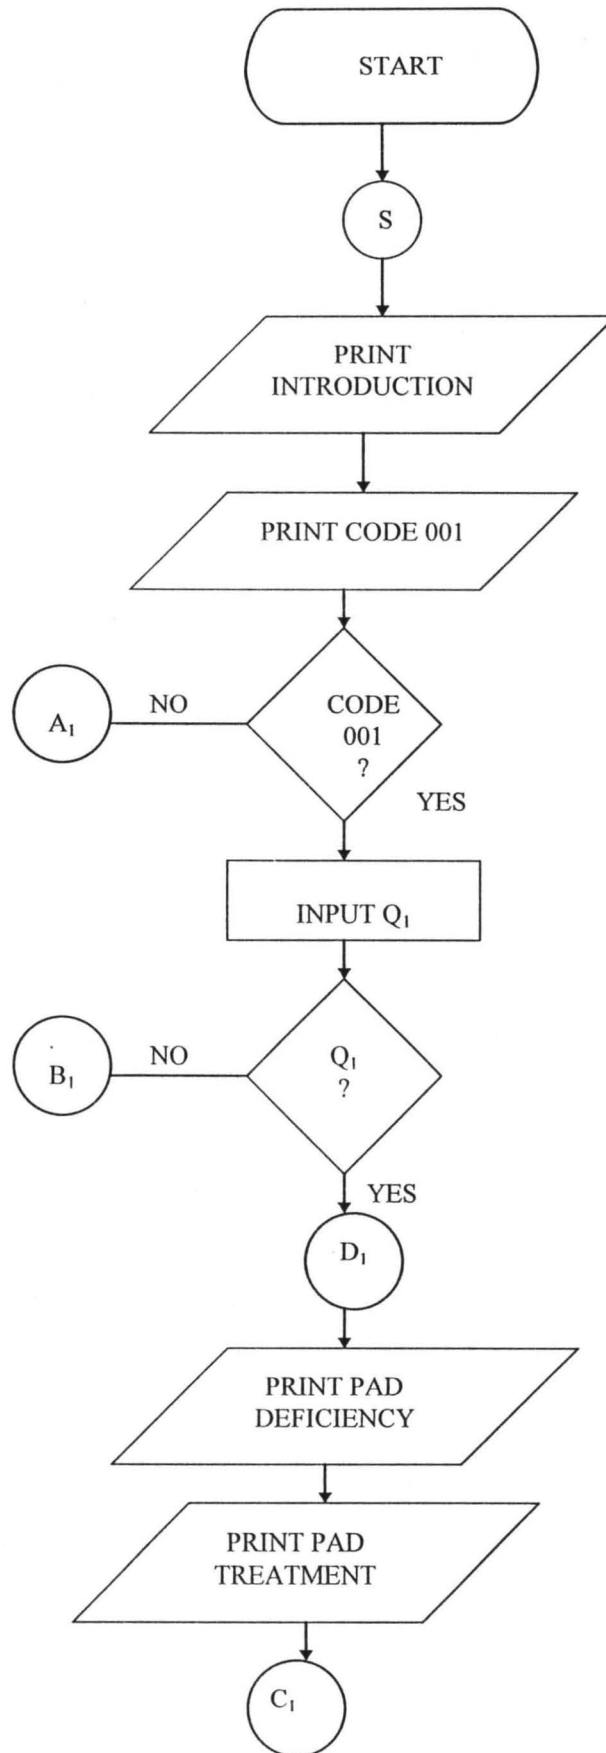 START
S
PRINT
INTRODUCTION
PRINT CODE 001
A₁
NO
CODE
001
?
YES
INPUT Q₁
B₁
NO
Q₁
?
YES
D₁
PRINT PAD
DEFICIENCY
PRINT PAD
TREATMENT
C₁